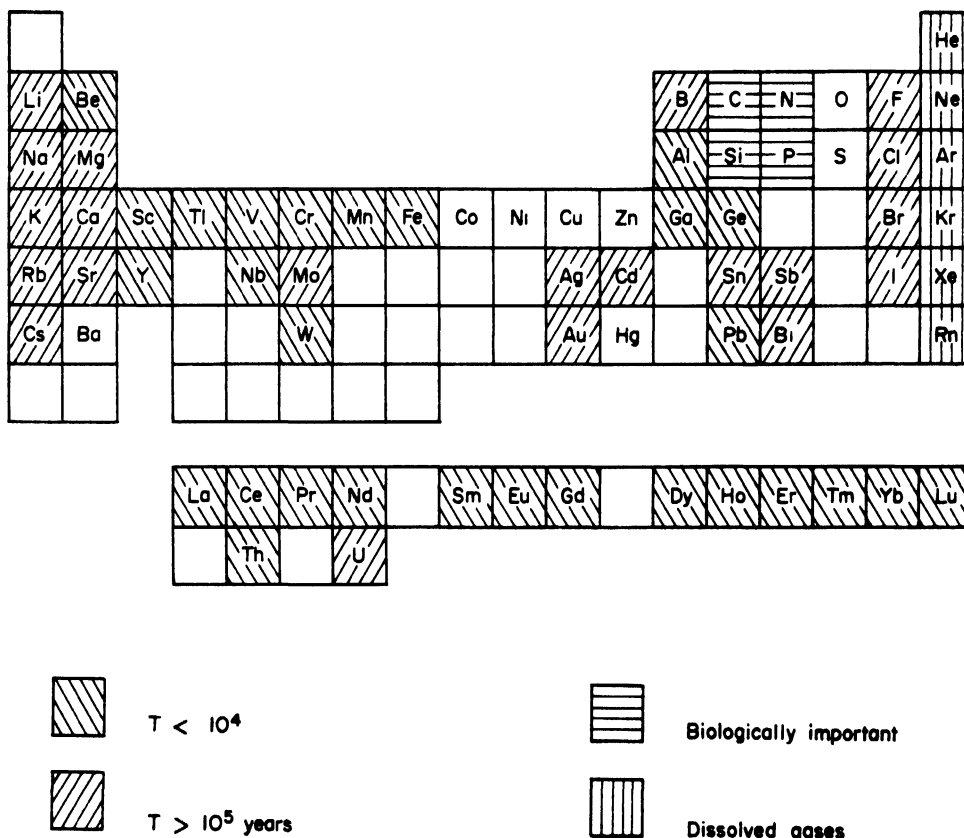 He
Li Be B C N O F Ne
Na Mg Al Si P S Cl Ar
K Ca Sc Tl V Cr Mn Fe Co Ni Cu Zn Ga Ge Br Kr
Rb Sr Y Nb Mo Ag Cd Sn Sb I Xe
Cs Ba W Au Hg Pb Bi Rn
La Ce Pr Nd Sm Eu Gd Dy Ho Er Tm Yb Lu
Th U
T < 10⁴
Biologically important
T > 10⁵ years
Dissolved gases